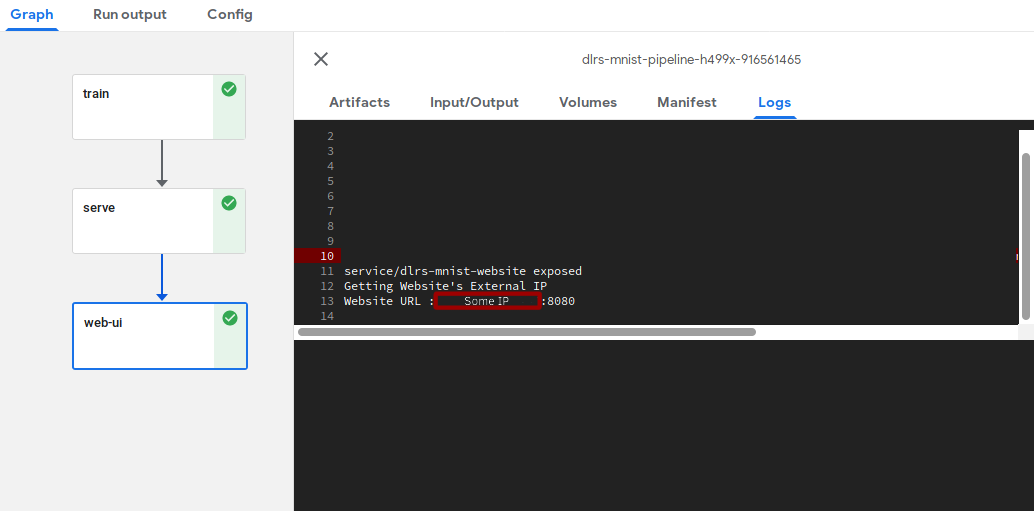 Graph Run output Config
train
serve
web-ui
dlrs-mnist-pipeline-h499x-916561465
Artifacts Input/Output Volumes Manifest Logs
2
3
4
5
6
7
8
9
10
11 service/dlrs-mnist-website exposed
12 Getting Website's External IP
13 Website URL : Some IP :8080
14